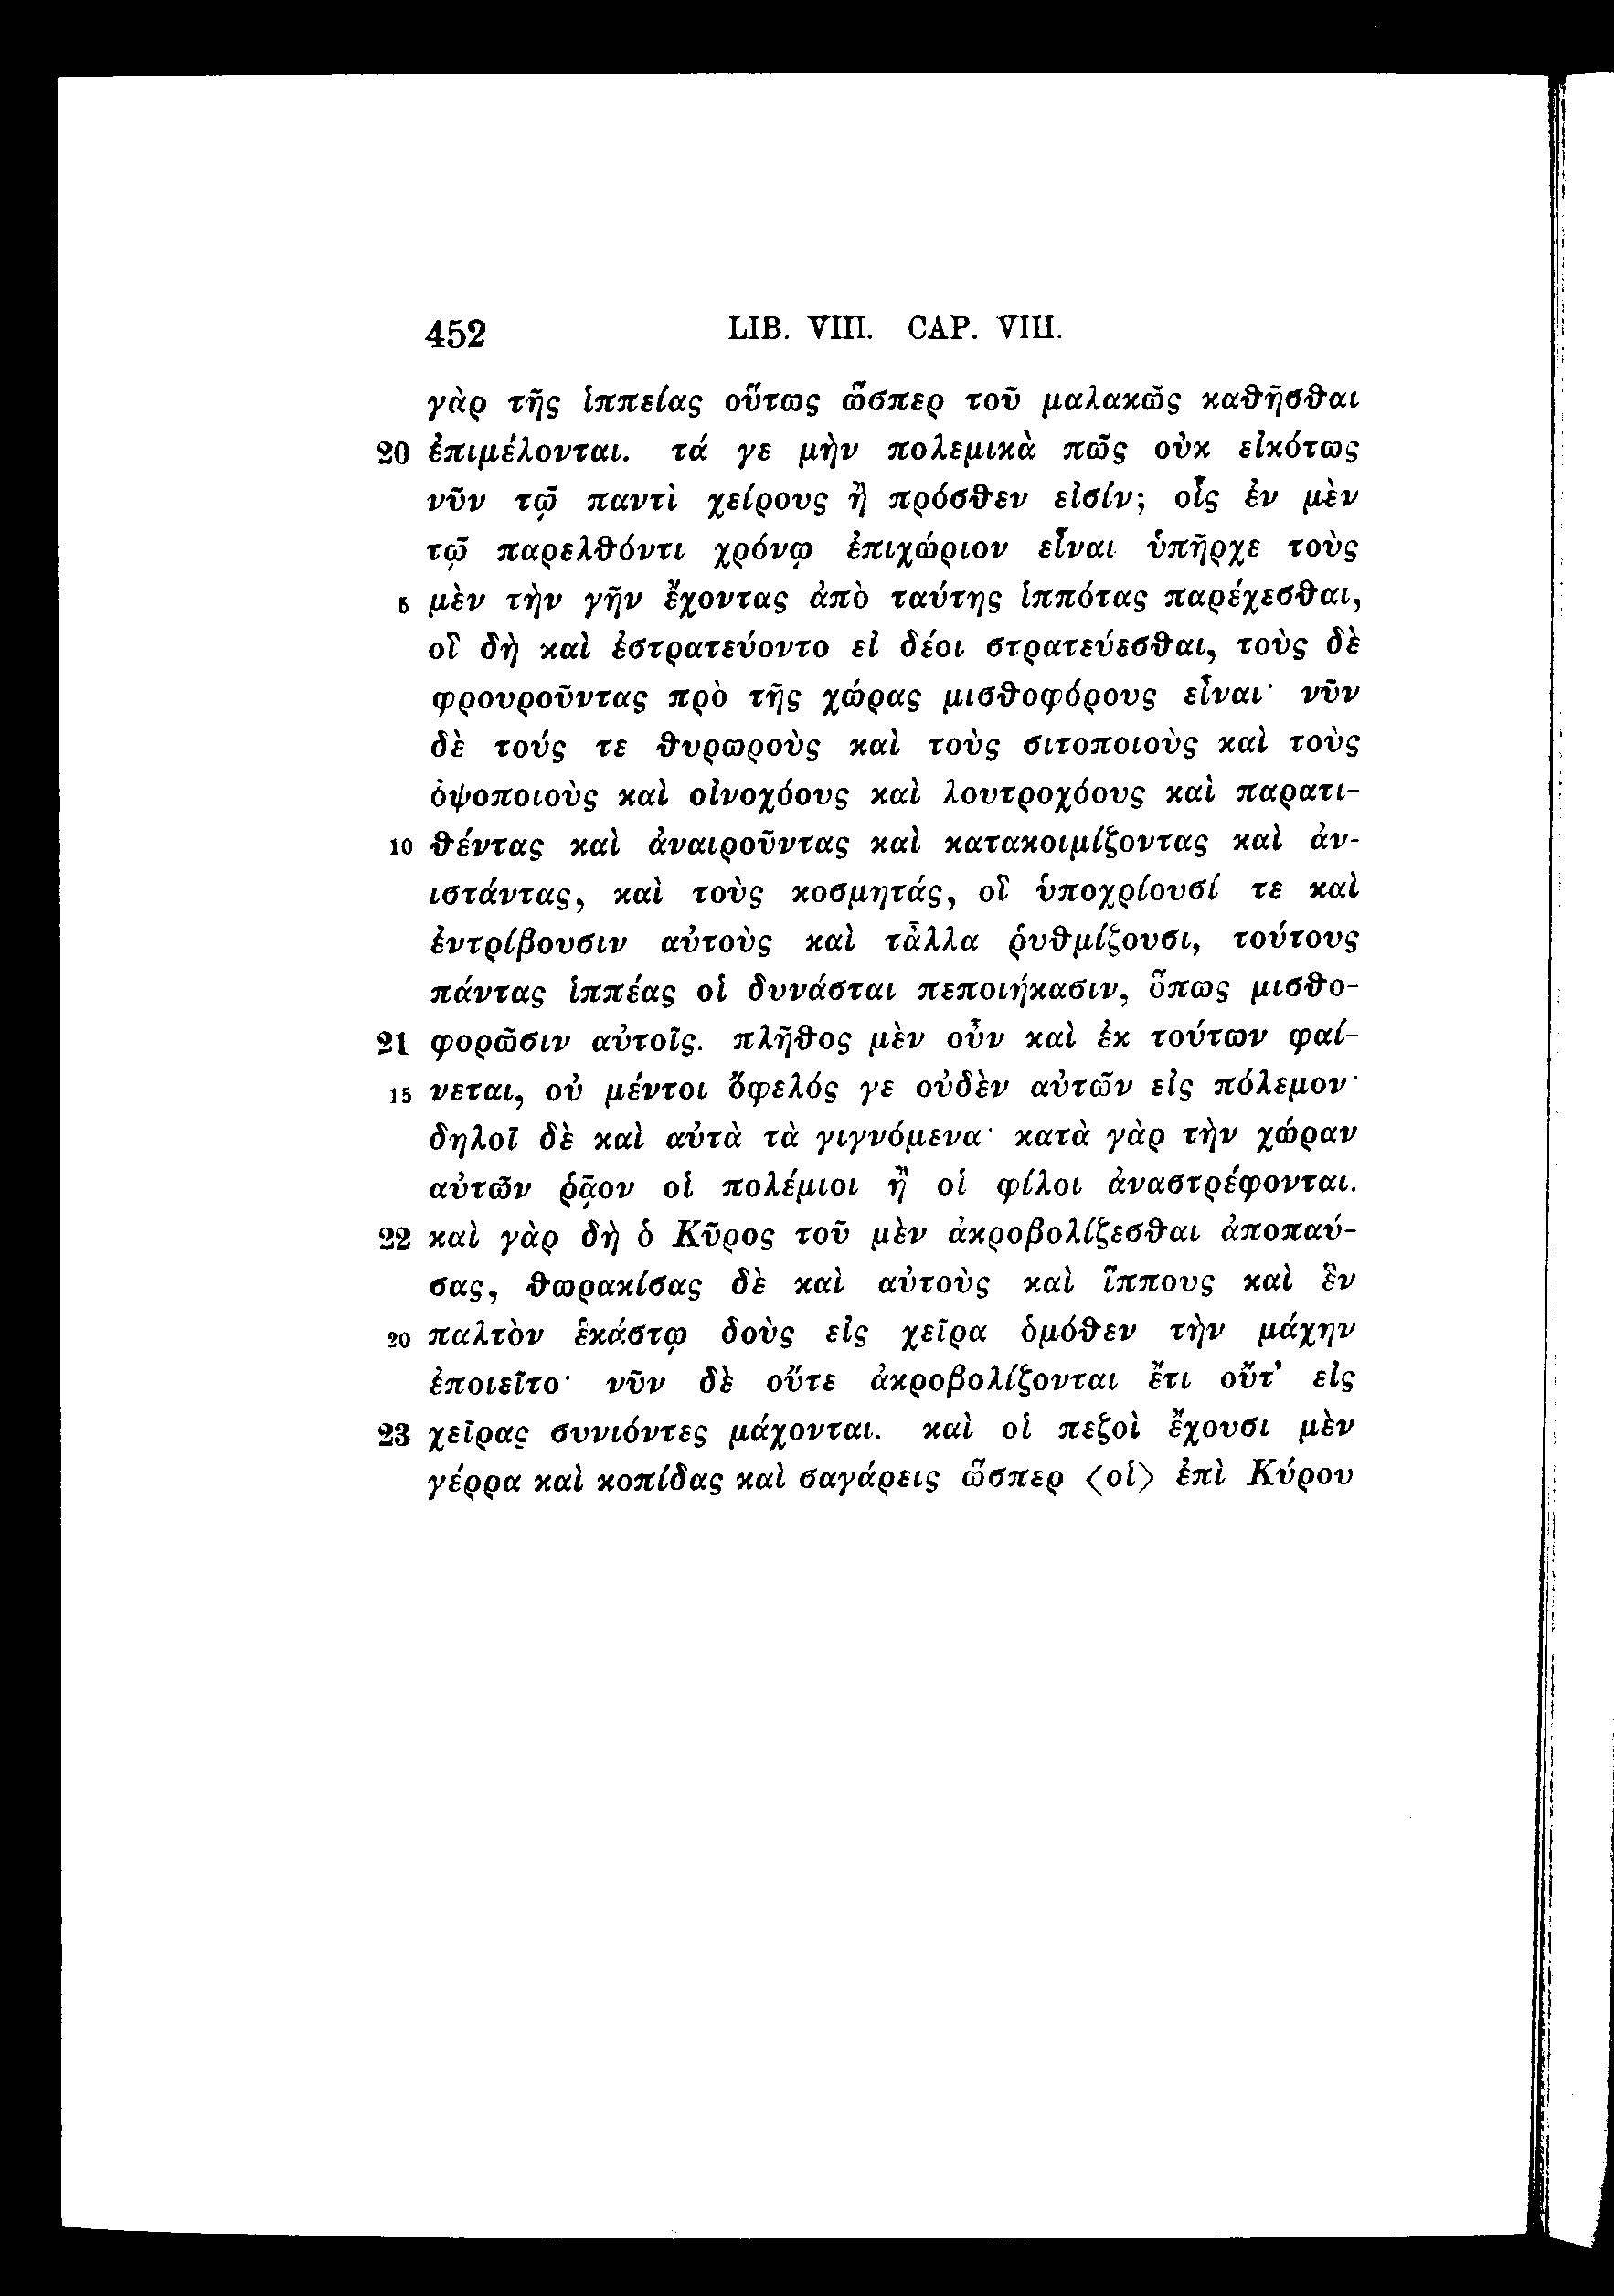 452 LIB. VIII. CAP. VIII.
γὰρ τῆς ἱππείας οὕτως ὥσπερ τοῦ μαλακῶς καθῆσθαι
20 ἐπιμέλονται. τά γε μὴν πολεμικὰ πῶς οὐκ εἰκότως
νῦν τῷ παντὶ χείρους ἢ πρόσθεν εἰσίν; οἷς ἐν μὲν
τῷ παρελθόντι χρόνῳ ἐπιχώριον εἶναι ὑπῆρχε τοὺς
5 μὲν τὴν γῆν ἔχοντας ἀπὸ ταύτης ἱππότας παρέχεσθαι,
οἳ δὴ καὶ ἐστρατεύοντο εἰ δέοι στρατεύεσθαι, τοὺς δὲ
φρουροῦντας πρὸ τῆς χώρας μισθοφόρους εἶναι· νῦν
δὲ τούς τε θυρωροὺς καὶ τοὺς σιτοποιοὺς καὶ τοὺς
ὀψοποιοὺς καὶ οἰνοχόους καὶ λουτροχόους καὶ παρατι-
10 θέντας καὶ ἀναιροῦντας καὶ κατακοιμίζοντας καὶ ἀν-
ιστάντας, καὶ τοὺς κοσμητάς, οἳ ὑποχρίουσί τε καὶ
ἐντρίβουσιν αὐτοὺς καὶ τἆλλα ῥυθμίζουσι, τούτους
πάντας ἱππέας οἱ δυνάσται πεποιήκασιν, ὅπως μισθο-
21 φορῶσιν αὐτοῖς. πλῆθος μὲν οὖν καὶ ἐκ τούτων φαί-
15 νεται, οὐ μέντοι ὄφελός γε οὐδὲν αὐτῶν εἰς πόλεμον·
δηλοῖ δὲ καὶ αὐτὰ τὰ γιγνόμενα· κατὰ γὰρ τὴν χώραν
αὐτῶν ῥᾷον οἱ πολέμιοι ἢ οἱ φίλοι ἀναστρέφονται.
22 καὶ γὰρ δὴ ὁ Κῦρος τοῦ μὲν ἀκροβολίζεσθαι ἀποπαύ-
σας, θωρακίσας δὲ καὶ αὐτοὺς καὶ ἵππους καὶ ἓν
20 παλτὸν ἑκάστῳ δοὺς εἰς χεῖρα ὁμόθεν τὴν μάχην
ἐποιεῖτο· νῦν δὲ οὔτε ἀκροβολίζονται ἔτι οὔτ’ εἰς
23 χεῖρας συνιόντες μάχονται. καὶ οἱ πεζοὶ ἔχουσι μὲν
γέρρα καὶ κοπίδας καὶ σαγάρεις ὥσπερ ⟨οἱ⟩ ἐπὶ Κύρου